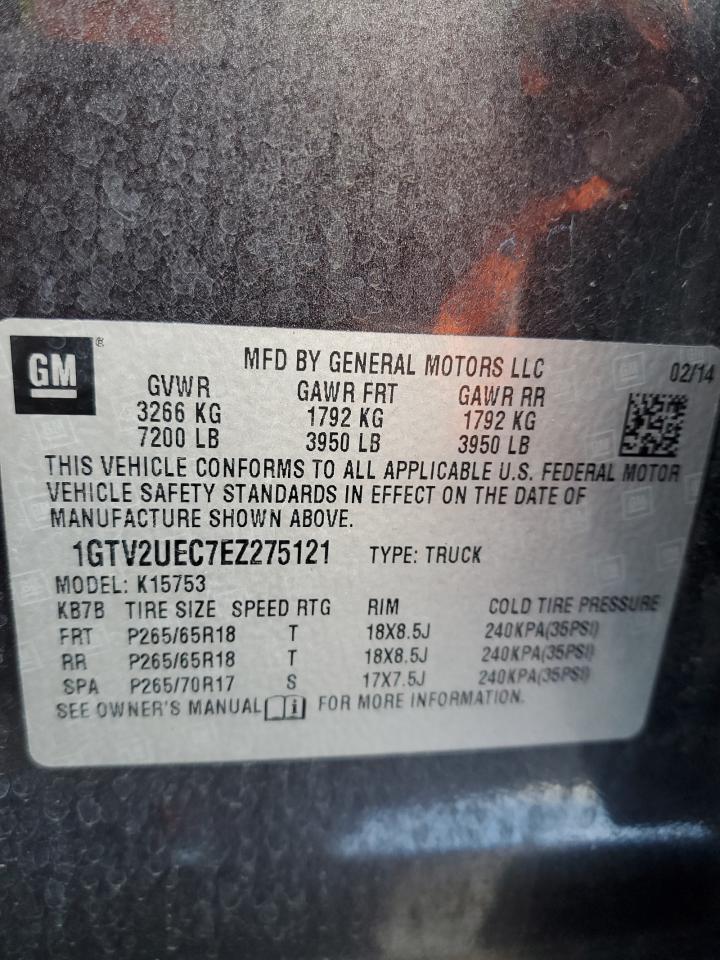 GM ®
MFD BY GENERAL MOTORS LLC 02/14
GVWR GAWR FRT GAWR RR
3266 KG 1792 KG 1792 KG
7200 LB 3950 LB 3950 LB
THIS VEHICLE CONFORMS TO ALL APPLICABLE U.S. FEDERAL MOTOR
VEHICLE SAFETY STANDARDS IN EFFECT ON THE DATE OF
MANUFACTURE SHOWN ABOVE.
1GTV2UEC7EZ275121 TYPE: TRUCK
MODEL: K15753
KB7B TIRE SIZE SPEED RTG RIM COLD TIRE PRESSURE
FRT P265/65R18 T 18X8.5J 240KPA(35PSI)
RR P265/65R18 T 18X8.5J 240KPA(35PSI)
SPA P265/70R17 S 17X7.5J 240KPA(35PSI)
SEE OWNER'S MANUAL i FOR MORE INFORMATION.